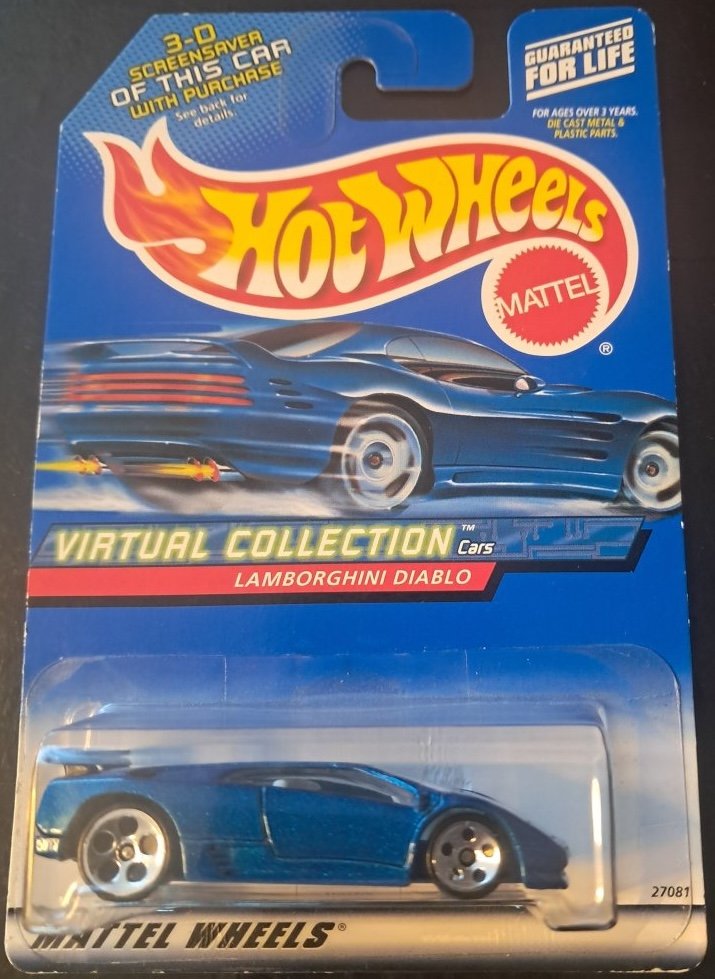 3-D
SCREENSAVER
OF THIS CAR
WITH PURCHASE
See back for
details.
GUARANTEED
FOR LIFE
FOR AGES OVER 3 YEARS.
DIE CAST METAL &
PLASTIC PARTS.
HOT WHEELS
MATTEL
®
VIRTUAL COLLECTION™ Cars
LAMBORGHINI DIABLO
27081
MATTEL WHEELS®